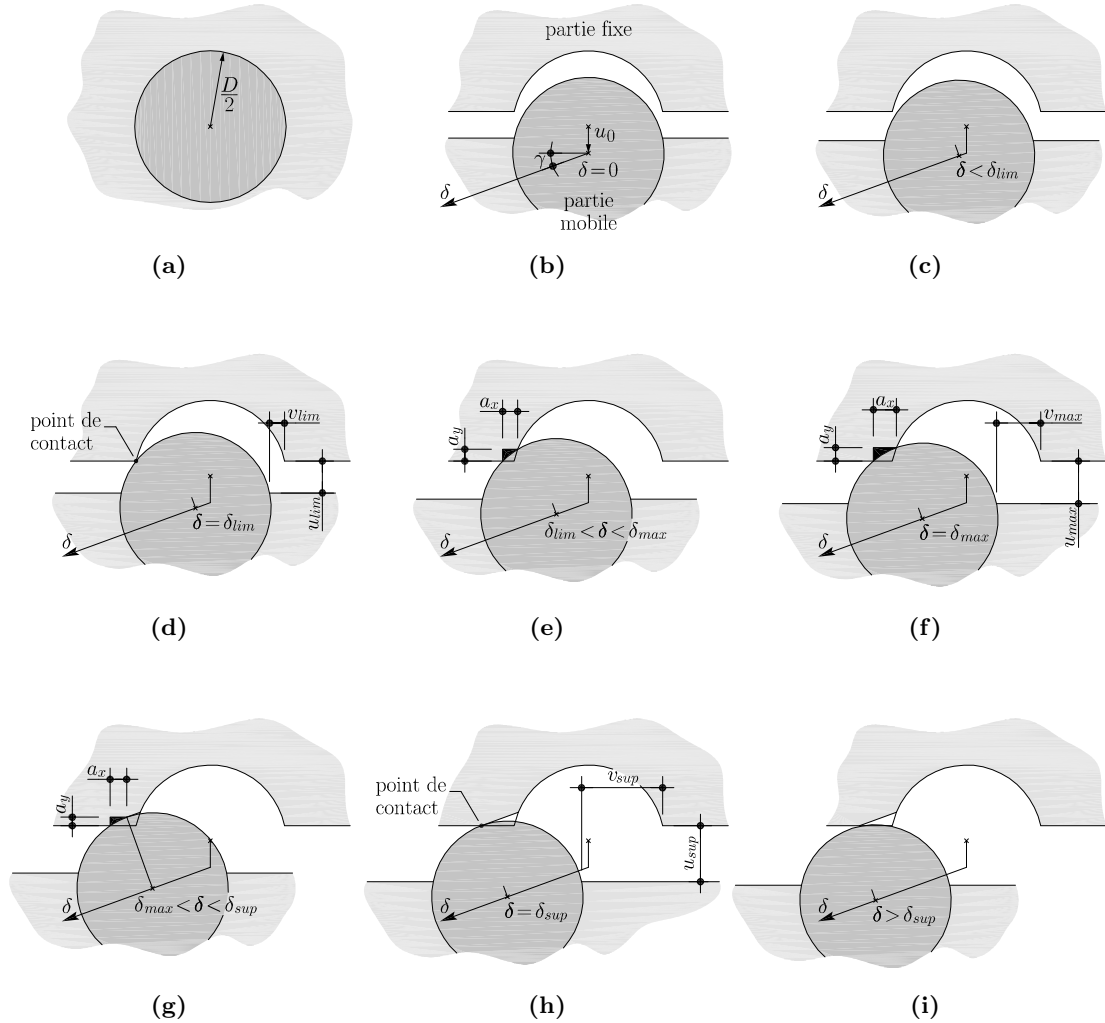 D
2
(a)
partie fixe
u0
γ
δ=0
δ
partie
mobile
(b)
δ<δlim
δ
(c)
point de
contact
vlim
ulim
δ=δlim
δ
(d)
ax
ay
δlim<δ<δmax
δ
(e)
ax
ay
vmax
umax
δ=δmax
δ
(f)
ax
ay
δmax<δ<δsup
δ
(g)
point de
contact
vsup
usup
δ=δsup
δ
(h)
δ>δsup
δ
(i)